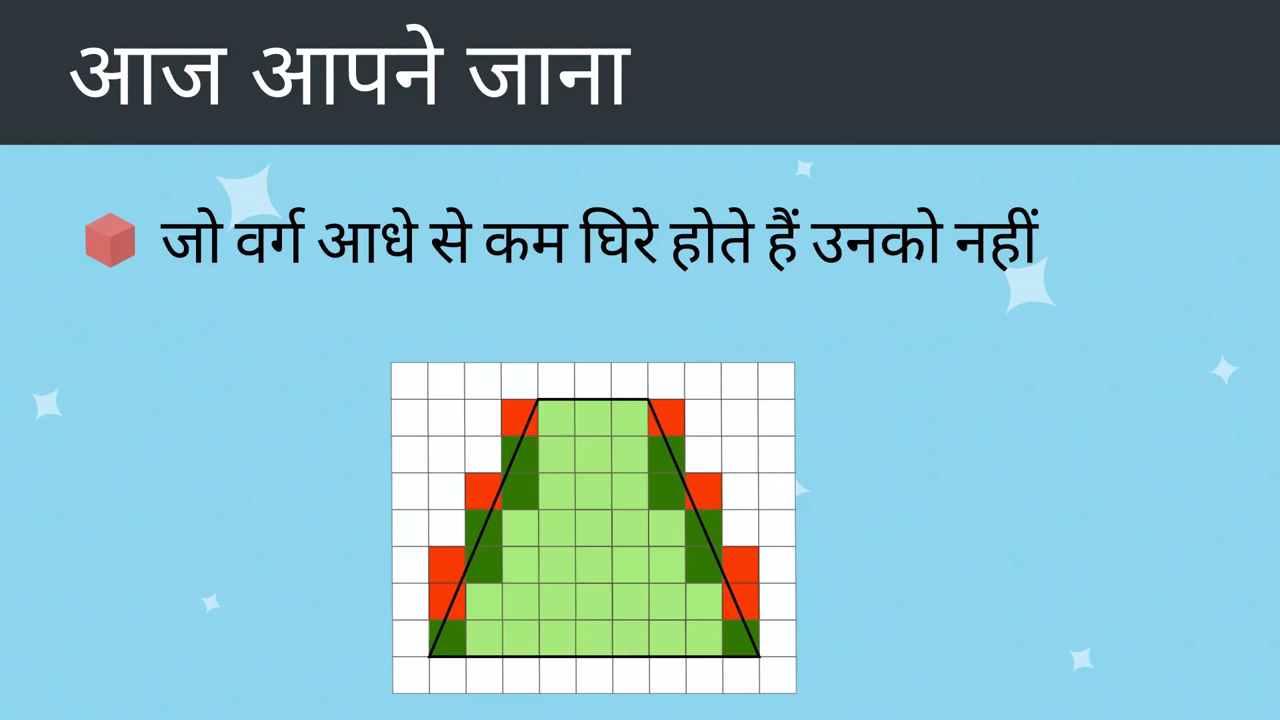 आज आपने जाना
जो वर्ग आधे से कम घिरे होते हैं उनको नहीं